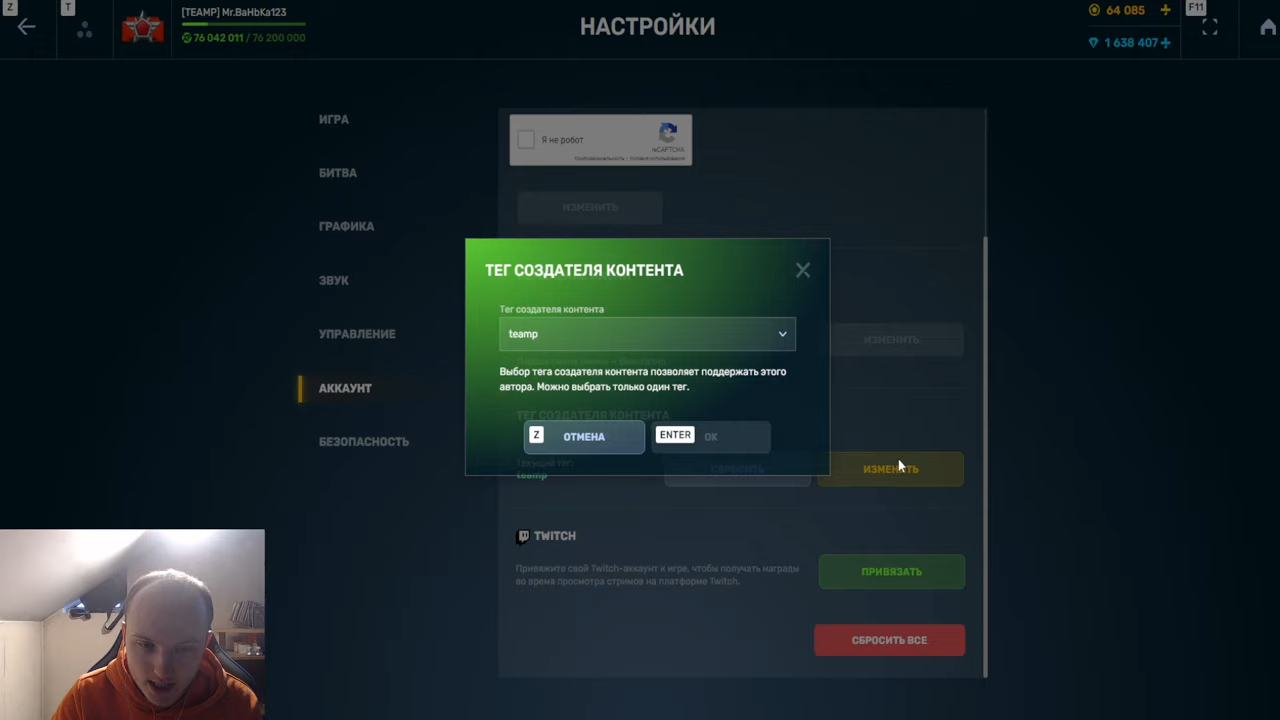 Z
T
[TEAMP] Mr.BaHbKa123
76 042 011 / 76 200 000
НАСТРОЙКИ
64 085
1 638 407
F11
ИГРА
БИТВА
ГРАФИКА
ЗВУК
УПРАВЛЕНИЕ
АККАУНТ
БЕЗОПАСНОСТЬ
Я не робот
reCAPTCHA
Конфиденциальность - Условия использования
ИЗМЕНИТЬ
ТЕГ СОЗДАТЕЛЯ КОНТЕНТА
Тег создателя контента
teamp
Выбор тега создателя контента позволяет поддержать этого
автора. Можно выбрать только один тег.
Z ОТМЕНА
ENTER OK
ИЗМЕНИТЬ
ТЕГ СОЗДАТЕЛЯ КОНТЕНТА
Текущий тег:
teamp
СБРОСИТЬ
ИЗМЕНИТЬ
TWITCH
Привяжите свой Twitch-аккаунт к игре, чтобы получать награды
во время просмотра стримов на платформе Twitch.
ПРИВЯЗАТЬ
СБРОСИТЬ ВСЕ